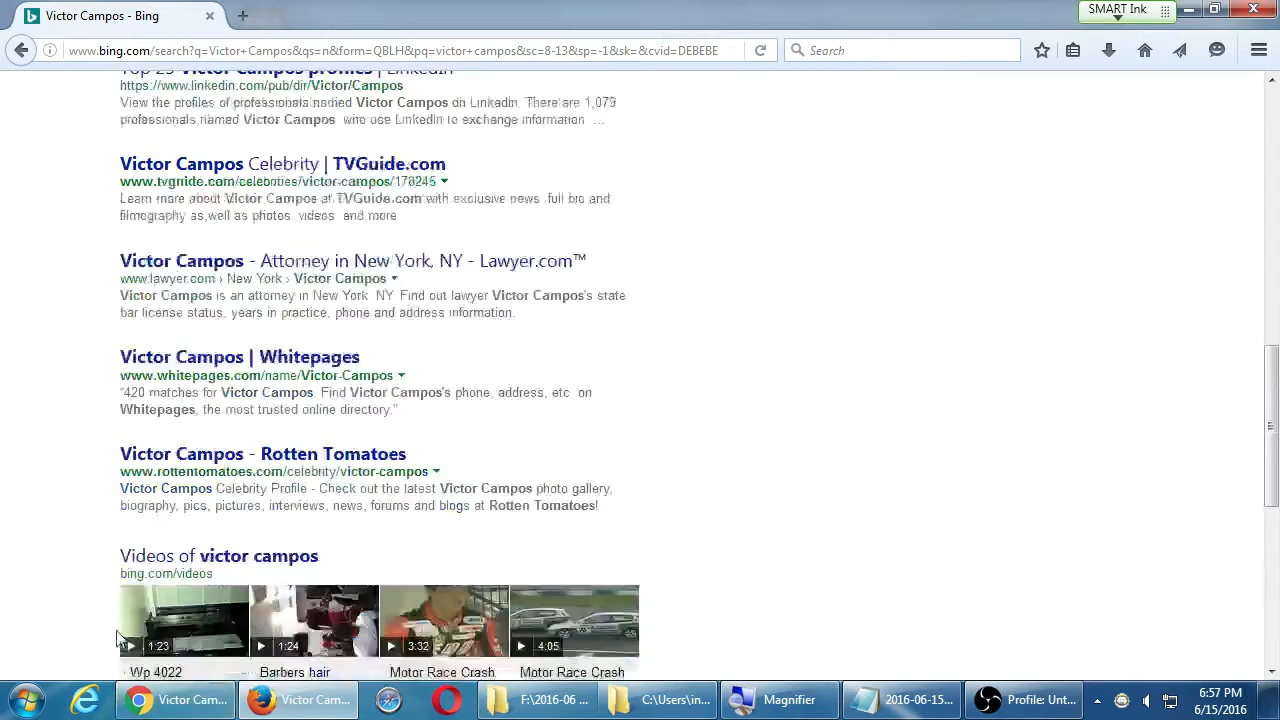 Victor Campos - Bing
SMART Ink
www.bing.com/search?q=Victor+Campos&qs=n&form=QBLH&pq=victor+campos&sc=8-13&sp=-1&sk=&cvid=DEBEBE
Search
Top 25 Victor Campos profiles | LinkedIn
https://www.linkedin.com/pub/dir/Victor/Campos
View the profiles of professionals named Victor Campos on LinkedIn. There are 1,079
professionals named Victor Campos who use LinkedIn to exchange information ...
Victor Campos Celebrity | TVGuide.com
www.tvguide.com/celebrities/victor-campos/178245
Learn more about Victor Campos at TVGuide.com with exclusive news, full bio and
filmography as well as photos, videos, and more
Victor Campos - Attorney in New York, NY - Lawyer.com™
www.lawyer.com › New York › Victor Campos
Victor Campos is an attorney in New York NY. Find out lawyer Victor Campos's state
bar license status, years in practice, phone and address information.
Victor Campos | Whitepages
www.whitepages.com/name/Victor-Campos
“420 matches for Victor Campos. Find Victor Campos's phone, address, etc on
Whitepages, the most trusted online directory.”
Victor Campos - Rotten Tomatoes
www.rottentomatoes.com/celebrity/victor-campos
Victor Campos Celebrity Profile - Check out the latest Victor Campos photo gallery,
biography, pics, pictures, interviews, news, forums and blogs at Rotten Tomatoes!
Videos of victor campos
bing.com/videos
1:23 1:24 3:32 4:05
Wp 4022 Barbers hair Motor Race Crash Motor Race Crash
Victor Cam... Victor Cam... F:\2016-06 ... C:\Users\in... Magnifier 2016-06-15... Profile: Unt...
6:57 PM
6/15/2016